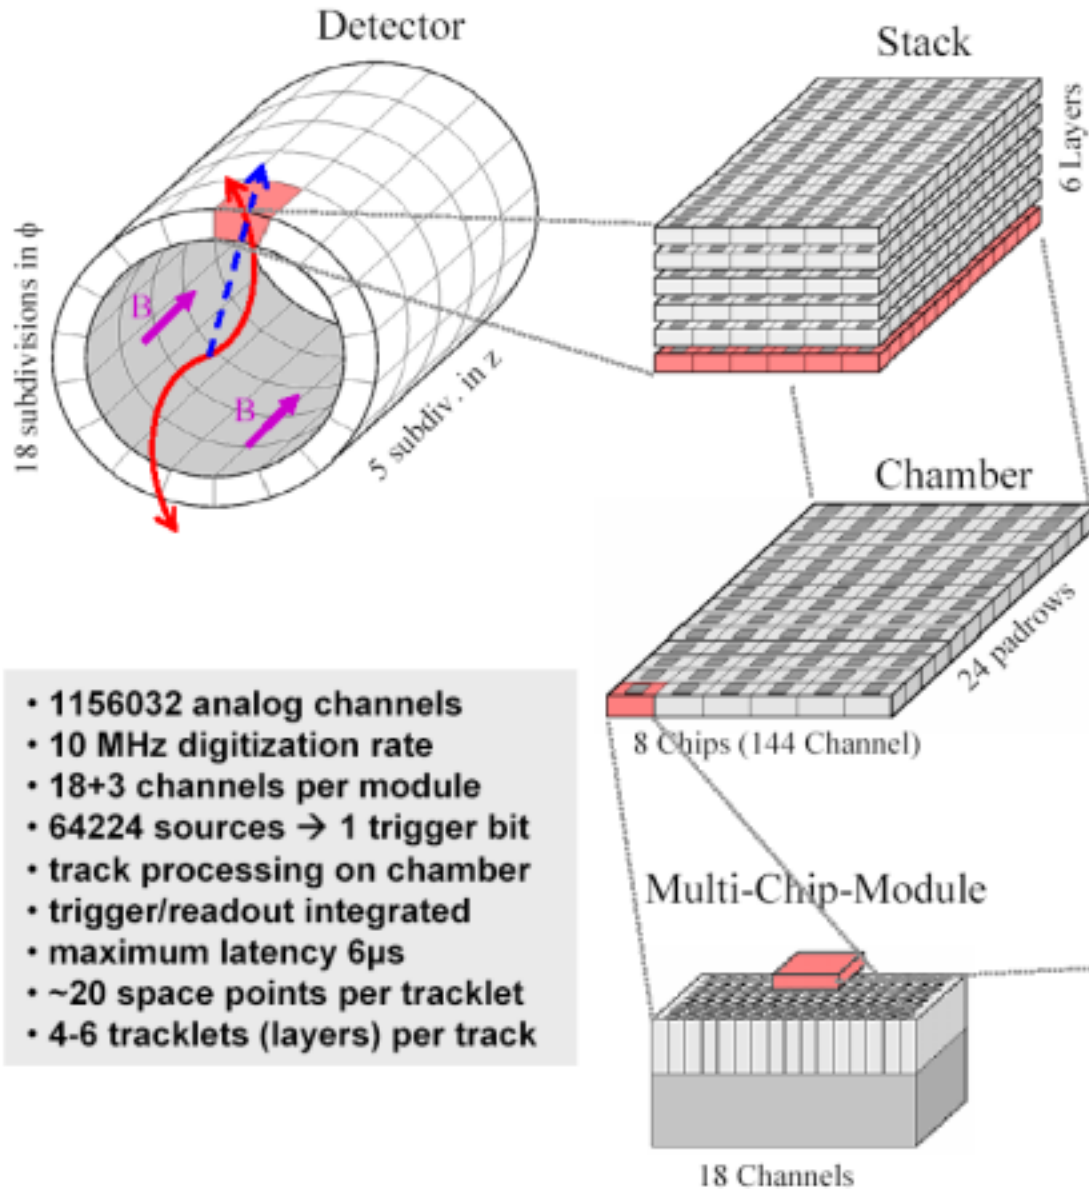 Detector
Stack
6 Layers
18 subdivisions in ϕ
B
B
5 subdiv. in z
Chamber
24 padrows
8 Chips (144 Channel)
• 1156032 analog channels
• 10 MHz digitization rate
• 18+3 channels per module
• 64224 sources → 1 trigger bit
• track processing on chamber
• trigger/readout integrated
• maximum latency 6µs
• ~20 space points per tracklet
• 4-6 tracklets (layers) per track
Multi-Chip-Module
18 Channels